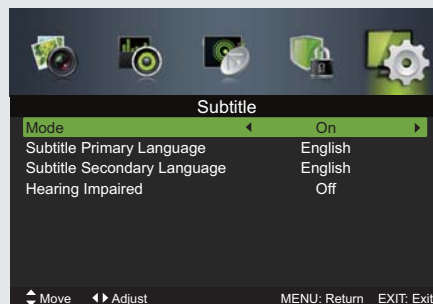 Subtitle
Mode On
Subtitle Primary Language English
Subtitle Secondary Language English
Hearing Impaired Off
Move Adjust MENU: Return EXIT: Exit